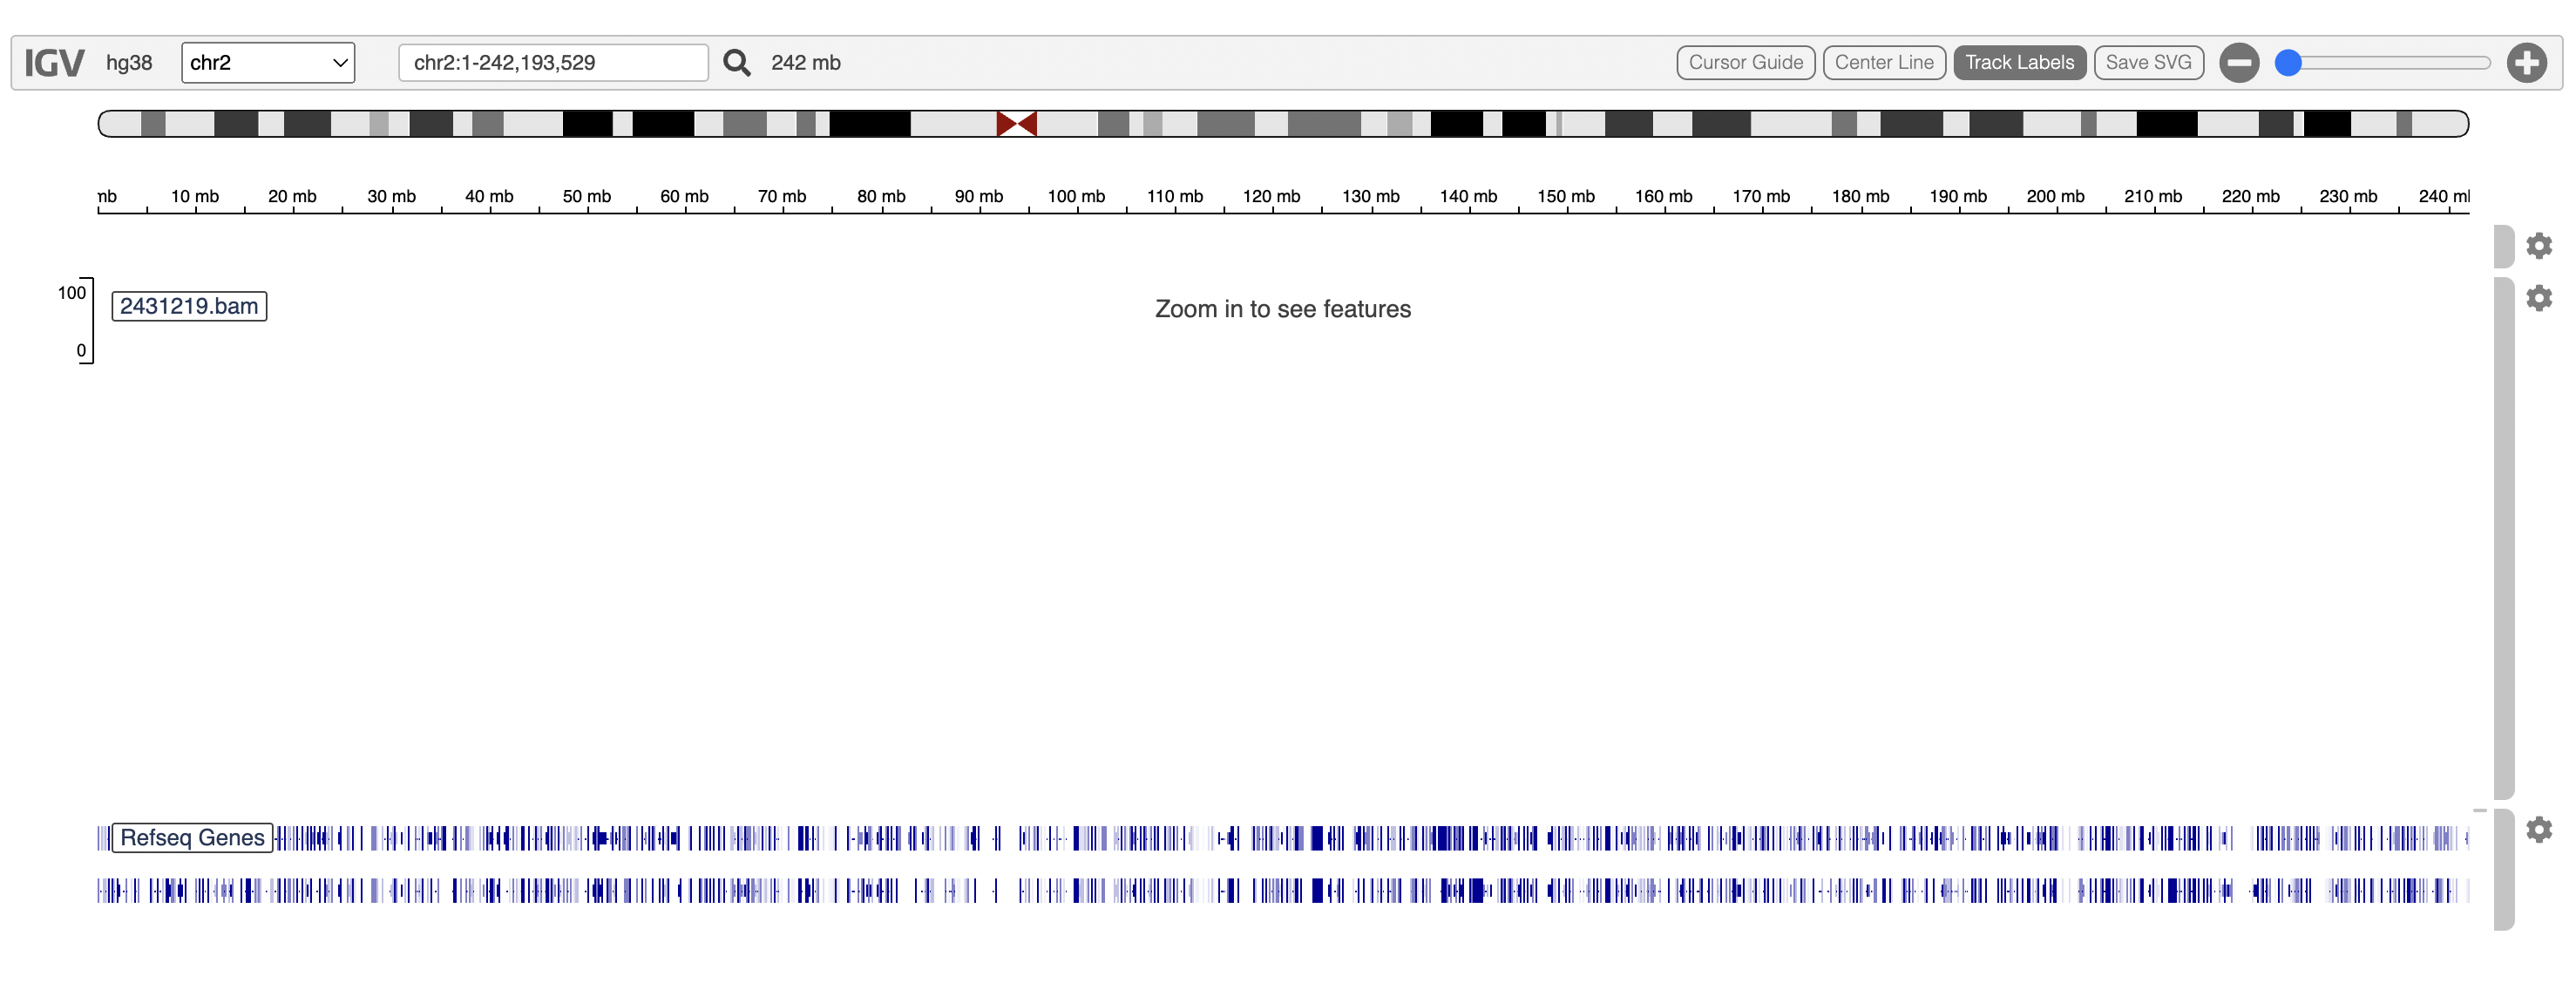 IGV hg38 chr2 chr2:1-242,193,529 242 mb Cursor Guide Center Line Track Labels Save SVG
mb 10 mb 20 mb 30 mb 40 mb 50 mb 60 mb 70 mb 80 mb 90 mb 100 mb 110 mb 120 mb 130 mb 140 mb 150 mb 160 mb 170 mb 180 mb 190 mb 200 mb 210 mb 220 mb 230 mb 240 m
100 2431219.bam Zoom in to see features
0
Refseq Genes